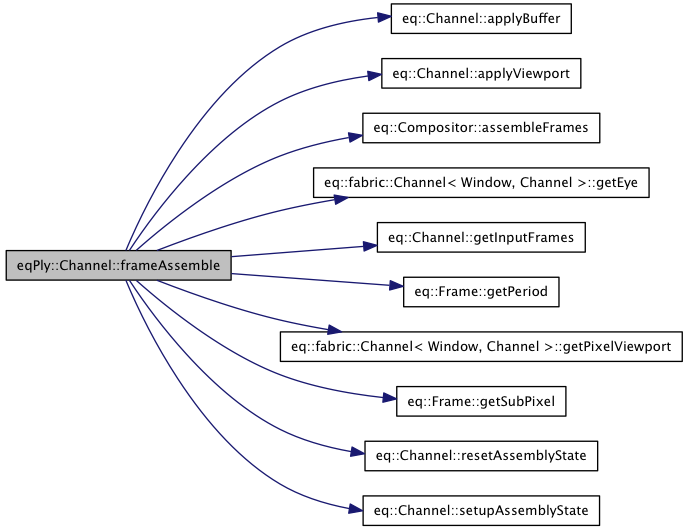 eq::Channel::applyBuffer
eq::Channel::applyViewport
eq::Compositor::assembleFrames
eq::fabric::Channel< Window, Channel >::getEye
eqPly::Channel::frameAssemble
eq::Channel::getInputFrames
eq::Frame::getPeriod
eq::fabric::Channel< Window, Channel >::getPixelViewport
eq::Frame::getSubPixel
eq::Channel::resetAssemblyState
eq::Channel::setupAssemblyState